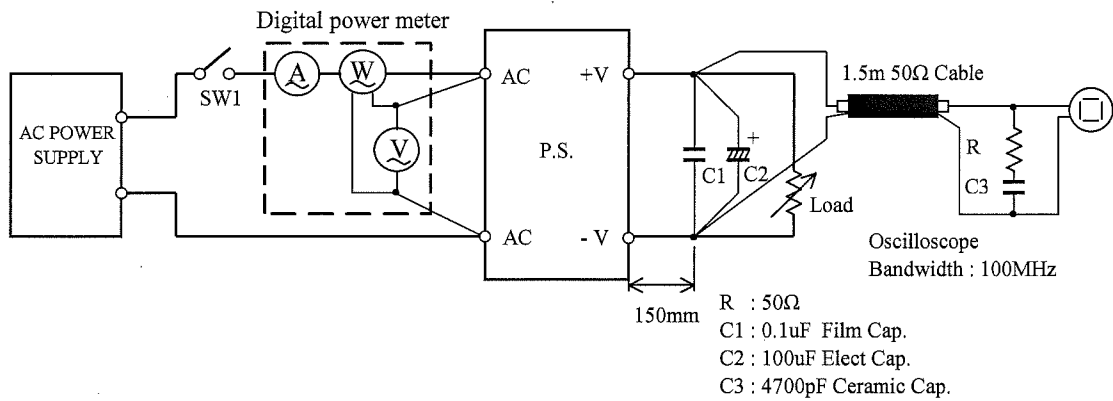 Digital power meter
AC POWER
SUPPLY
SW1
A
W
V
AC
AC
P.S.
+V
- V
C1
+
C2
Load
1.5m 50Ω Cable
R
C3
Oscilloscope
Bandwidth : 100MHz
150mm
R : 50Ω
C1 : 0.1uF Film Cap.
C2 : 100uF Elect Cap.
C3 : 4700pF Ceramic Cap.